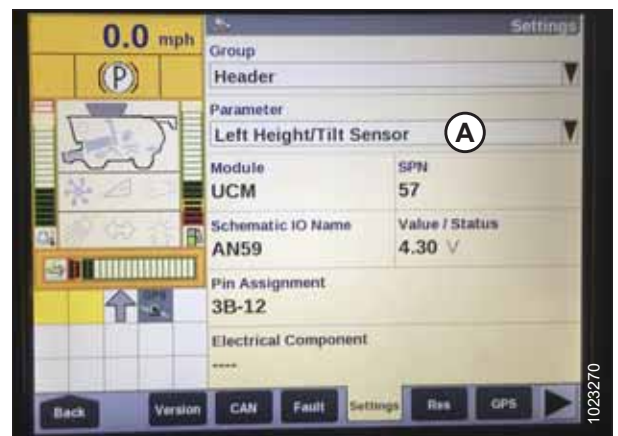 0.0 mph
Settings
(P)
Group
Header
Parameter
Left Height/Tilt Sensor
A
Module
SPN
UCM
57
Schematic IO Name
Value / Status
AN59
4.30 V
Pin Assignment
3B-12
Electrical Component
----
GPS
Back
Version
CAN
Fault
Settings
Res
GPS
1023270